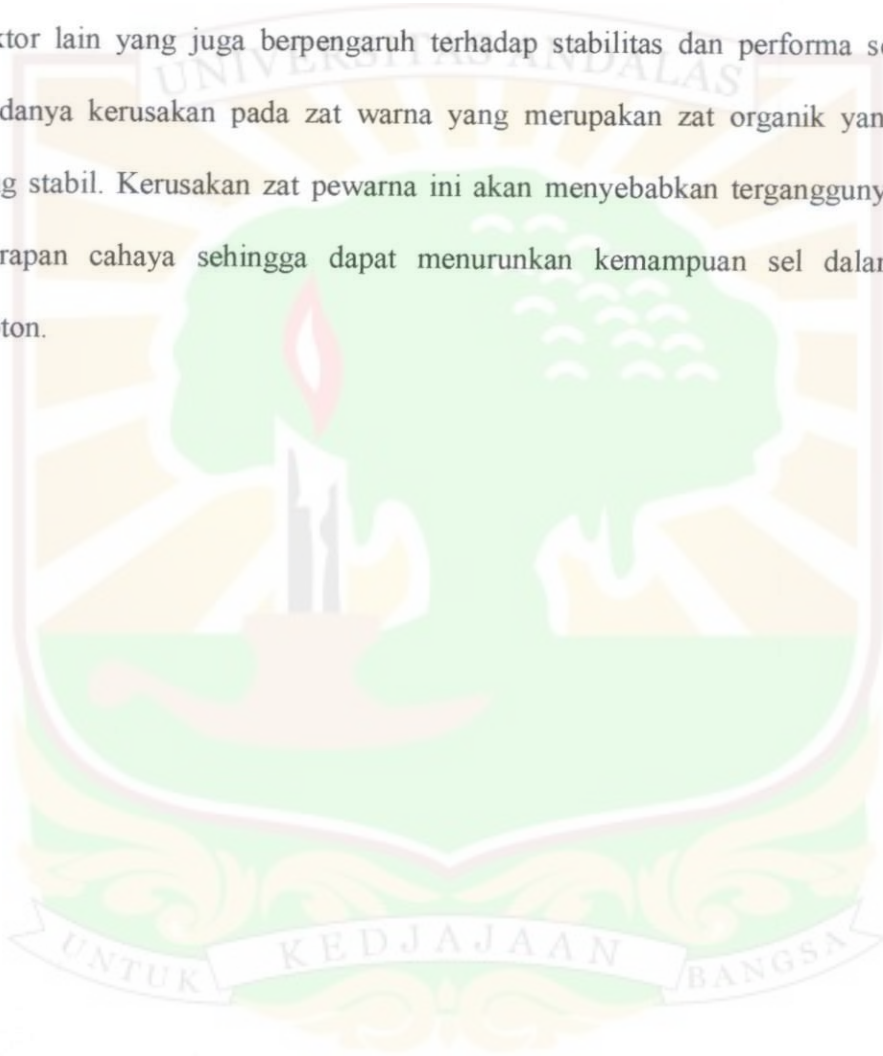 UNIVERSITAS ANDALAS
ktor lain yang juga berpengaruh terhadap stabilitas dan performa se
danya kerusakan pada zat warna yang merupakan zat organik yan
g stabil. Kerusakan zat pewarna ini akan menyebabkan terganggunya
rapan cahaya sehingga dapat menurunkan kemampuan sel dalam
ton.
UNTUK KEDJAJAAN BANGSA